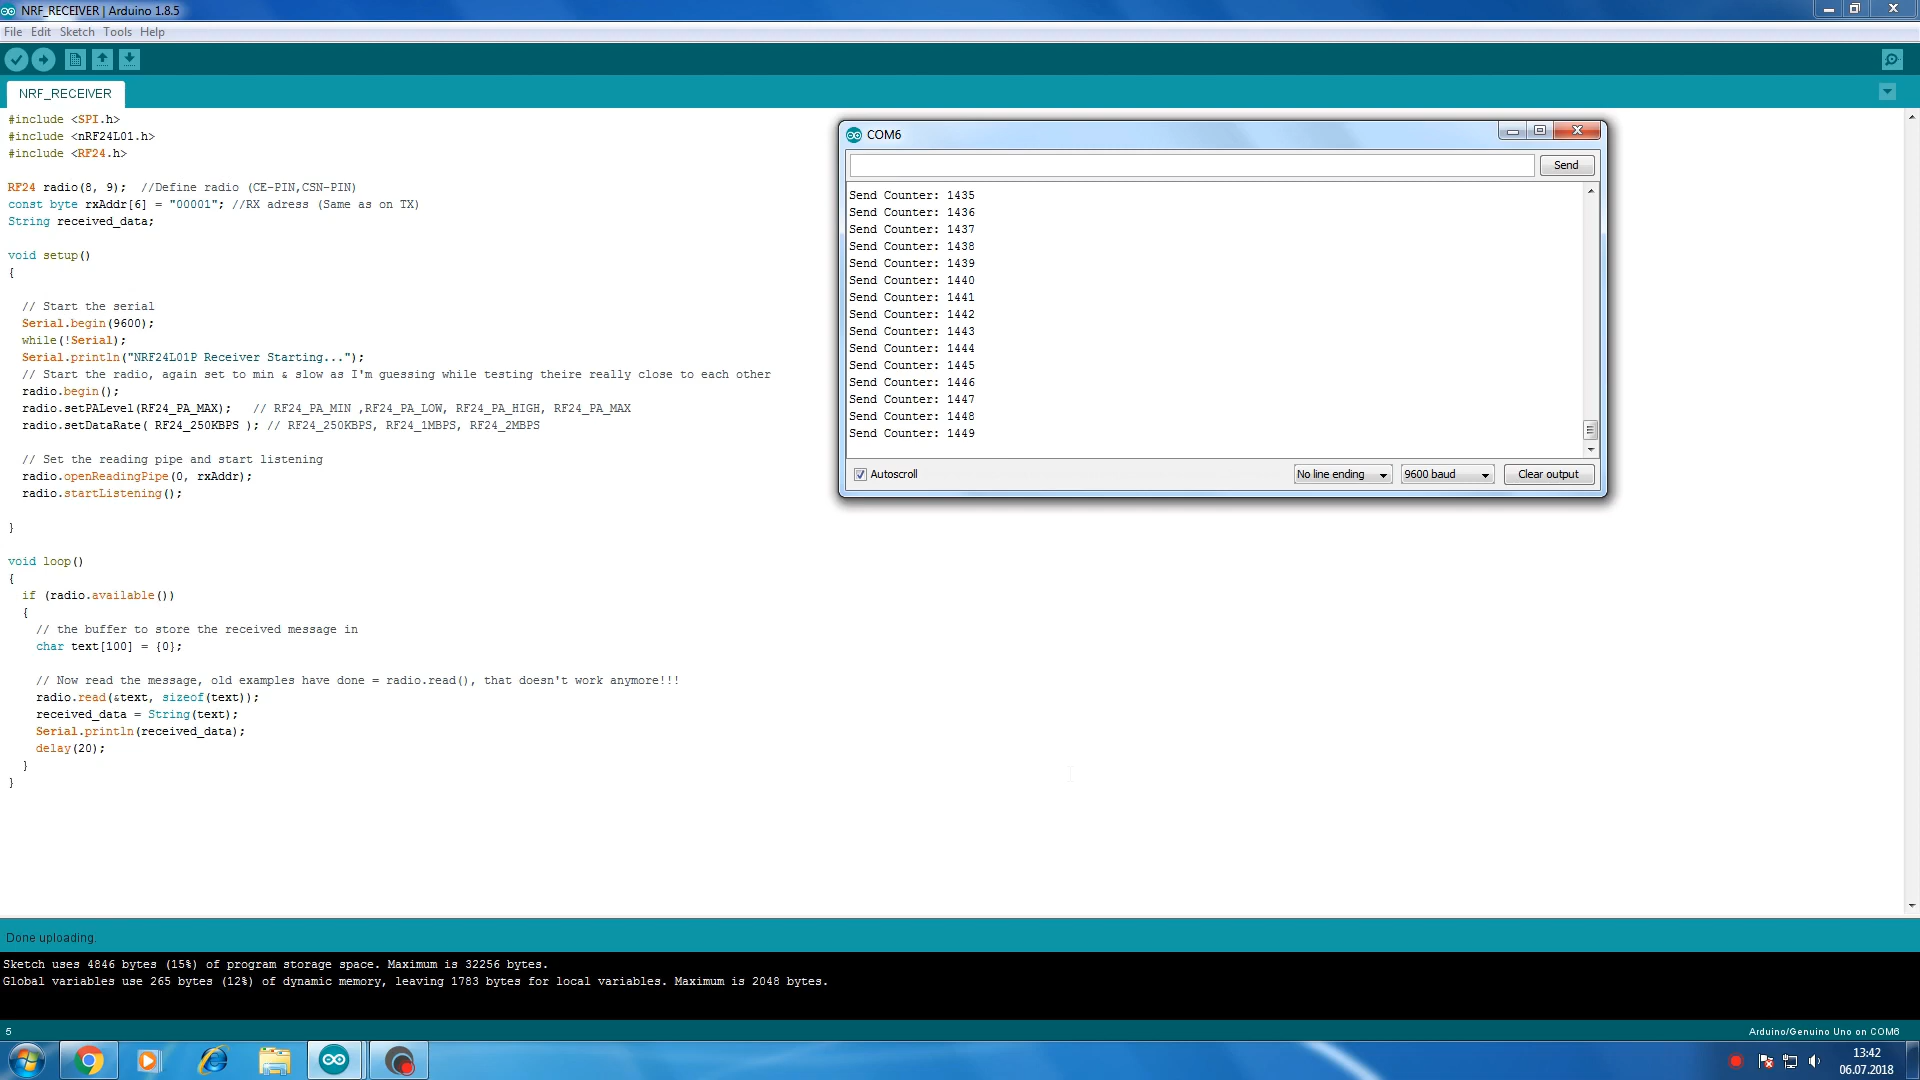 NRF_RECEIVER | Arduino 1.8.5
File Edit Sketch Tools Help
NRF_RECEIVER
#include <SPI.h>
#include <nRF24L01.h>
#include <RF24.h>
RF24 radio(8, 9);  //Define radio (CE-PIN,CSN-PIN)
const byte rxAddr[6] = "00001"; //RX adress (Same as on TX)
String received_data;
void setup()
{
// Start the serial
Serial.begin(9600);
while(!Serial);
Serial.println("NRF24L01P Receiver Starting...");
// Start the radio, again set to min & slow as I'm guessing while testing theire really close to each other
radio.begin();
radio.setPALevel(RF24_PA_MAX);   // RF24_PA_MIN ,RF24_PA_LOW, RF24_PA_HIGH, RF24_PA_MAX
radio.setDataRate( RF24_250KBPS ); // RF24_250KBPS, RF24_1MBPS, RF24_2MBPS
// Set the reading pipe and start listening
radio.openReadingPipe(0, rxAddr);
radio.startListening();
}
void loop()
{
if (radio.available())
{
// the buffer to store the received message in
char text[100] = {0};
// Now read the message, old examples have done = radio.read(), that doesn't work anymore!!!
radio.read(&text, sizeof(text));
received_data = String(text);
Serial.println(received_data);
delay(20);
}
}
COM6
Send
Send Counter: 1435
Send Counter: 1436
Send Counter: 1437
Send Counter: 1438
Send Counter: 1439
Send Counter: 1440
Send Counter: 1441
Send Counter: 1442
Send Counter: 1443
Send Counter: 1444
Send Counter: 1445
Send Counter: 1446
Send Counter: 1447
Send Counter: 1448
Send Counter: 1449
Autoscroll No line ending 9600 baud Clear output
Done uploading.
Sketch uses 4846 bytes (15%) of program storage space. Maximum is 32256 bytes.
Global variables use 265 bytes (12%) of dynamic memory, leaving 1783 bytes for local variables. Maximum is 2048 bytes.
5 Arduino/Genuino Uno on COM6
13:42
06.07.2018